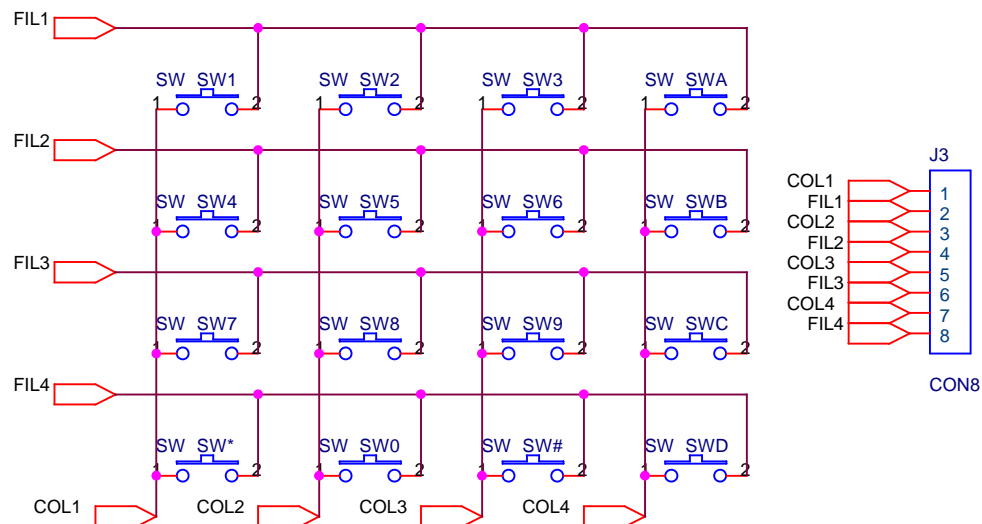 FIL1
SW SW1 SW SW2 SW SW3 SW SWA
1 2 1 2 1 2 1 2
FIL2
SW SW4 SW SW5 SW SW6 SW SWB
1 2 1 2 1 2 1 2
FIL3
SW SW7 SW SW8 SW SW9 SW SWC
1 2 1 2 1 2 1 2
FIL4
SW SW* SW SW0 SW SW# SW SWD
1 2 1 2 1 2 1 2
COL1 COL2 COL3 COL4
J3
COL1 1
FIL1 2
COL2 3
FIL2 4
COL3 5
FIL3 6
COL4 7
FIL4 8
CON8